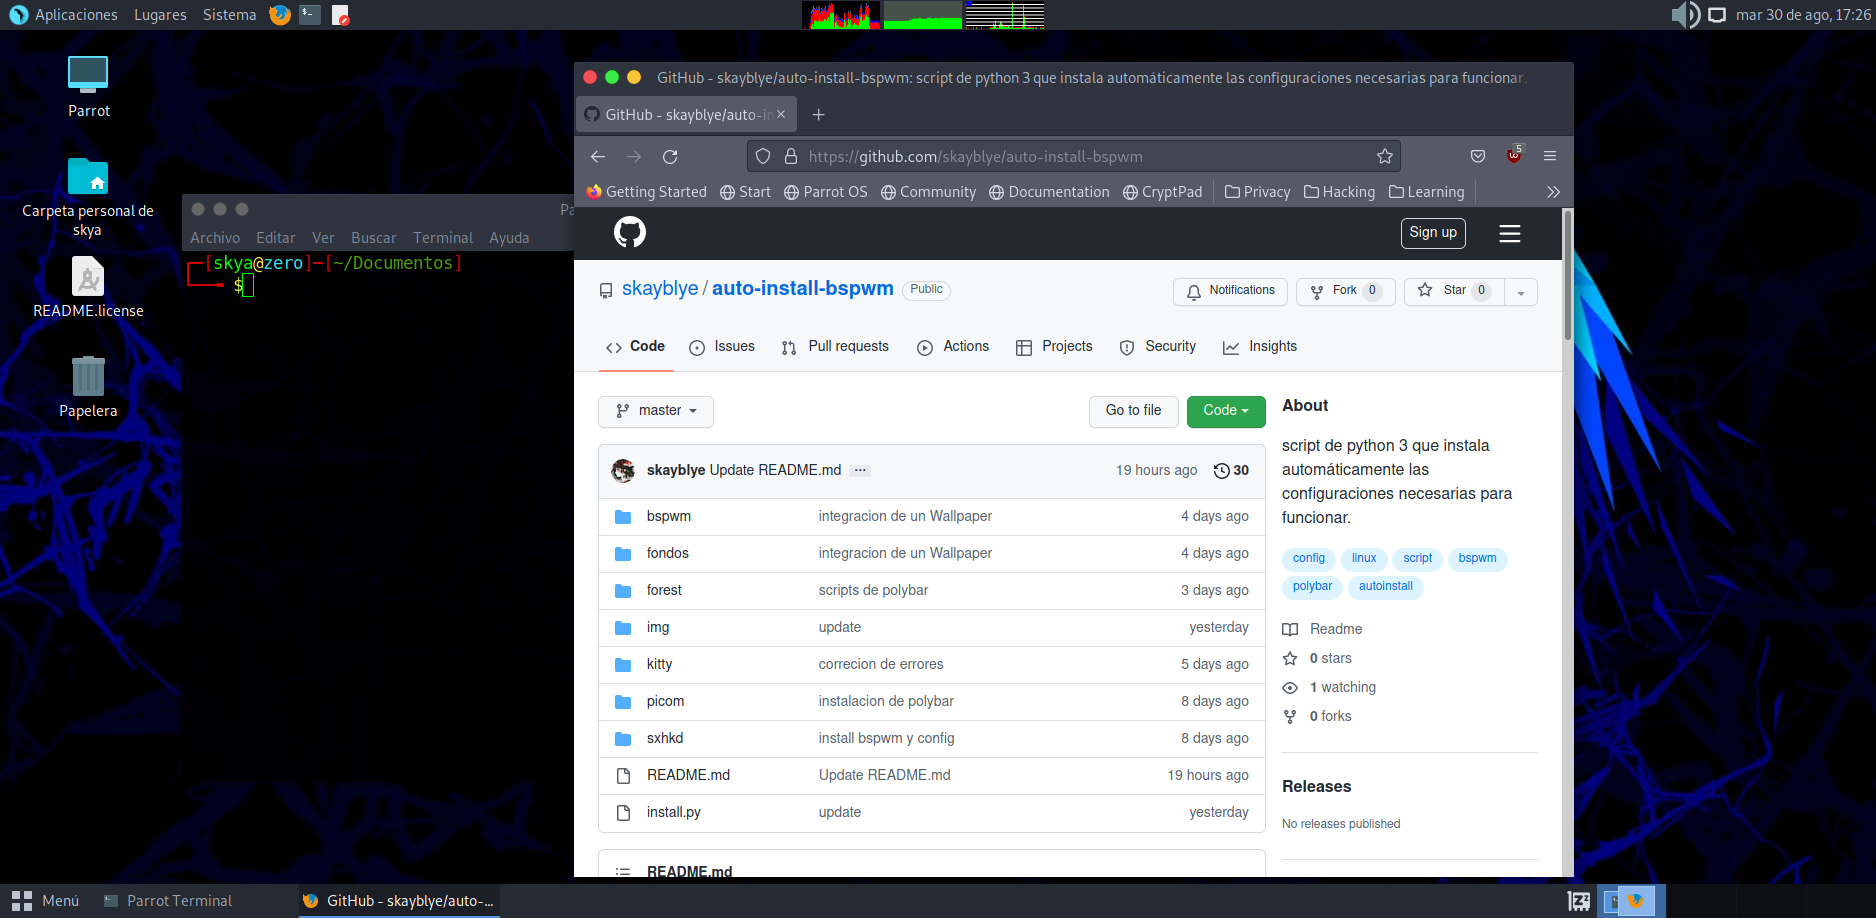 Aplicaciones Lugares Sistema
mar 30 de ago, 17:26
Parrot
Carpeta personal de
skya
README.license
Papelera
Archivo Editar Ver Buscar Terminal Ayuda
┌─[skya@zero]─[~/Documentos]
└──╼ $
GitHub - skayblye/auto-install-bspwm: script de python 3 que instala automáticamente las configuraciones necesarias para funcionar.
GitHub - skayblye/auto-in
https://github.com/skayblye/auto-install-bspwm
5
Getting Started Start Parrot OS Community Documentation CryptPad Privacy Hacking Learning
Sign up
skayblye / auto-install-bspwm Public
Notifications Fork 0 Star 0
Code Issues Pull requests Actions Projects Security Insights
master Go to file Code
skayblye Update README.md ... 19 hours ago 30
bspwm integracion de un Wallpaper 4 days ago
fondos integracion de un Wallpaper 4 days ago
forest scripts de polybar 3 days ago
img update yesterday
kitty correcion de errores 5 days ago
picom instalacion de polybar 8 days ago
sxhkd install bspwm y config 8 days ago
README.md Update README.md 19 hours ago
install.py update yesterday
README.md
About
script de python 3 que instala
automáticamente las
configuraciones necesarias para
funcionar.
config linux script bspwm
polybar autoinstall
Readme
0 stars
1 watching
0 forks
Releases
No releases published
Menú Parrot Terminal GitHub - skayblye/auto-...